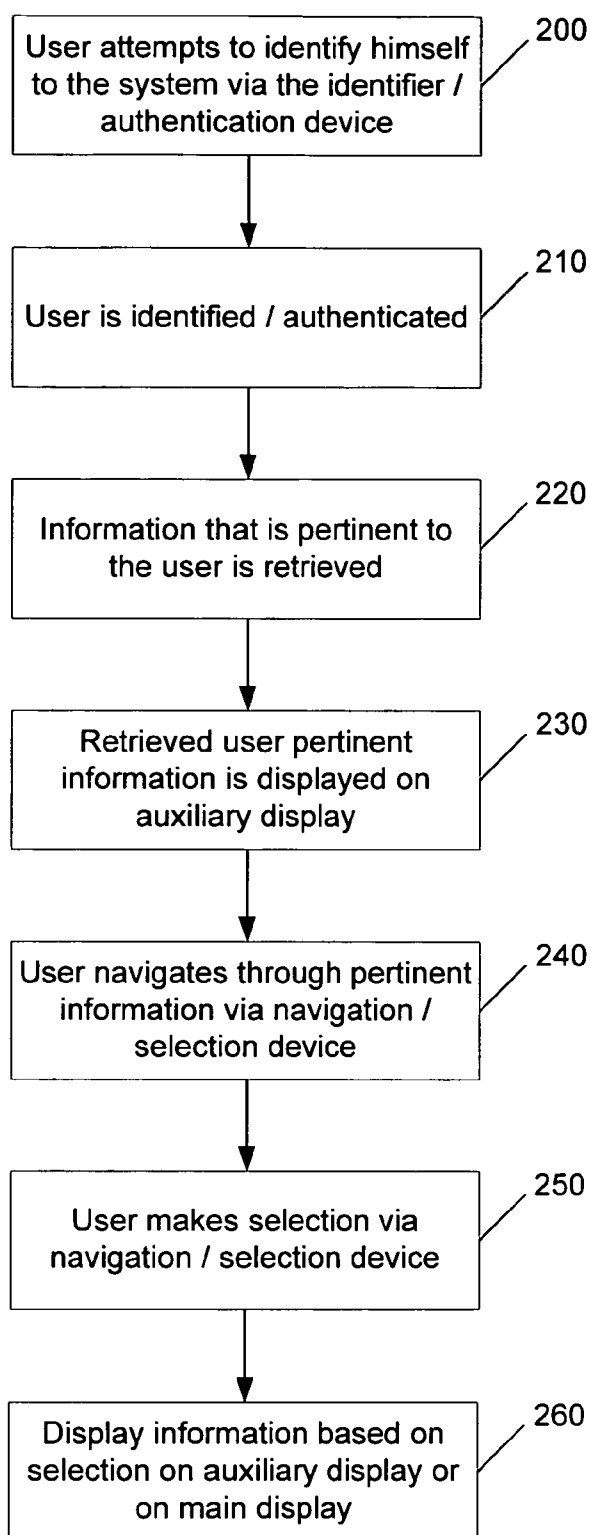 User attempts to identify himself
to the system via the identifier /
authentication device
200
User is identified / authenticated
210
Information that is pertinent to
the user is retrieved
220
Retrieved user pertinent
information is displayed on
auxiliary display
230
User navigates through pertinent
information via navigation /
selection device
240
User makes selection via
navigation / selection device
250
Display information based on
selection on auxiliary display or
on main display
260